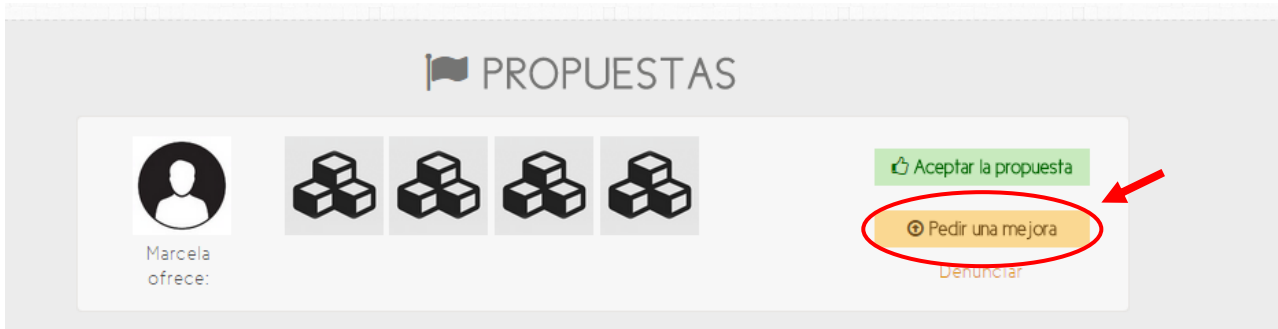 PROPUESTAS
Marcela
ofrece:
Aceptar la propuesta
Pedir una mejora
Denunciar